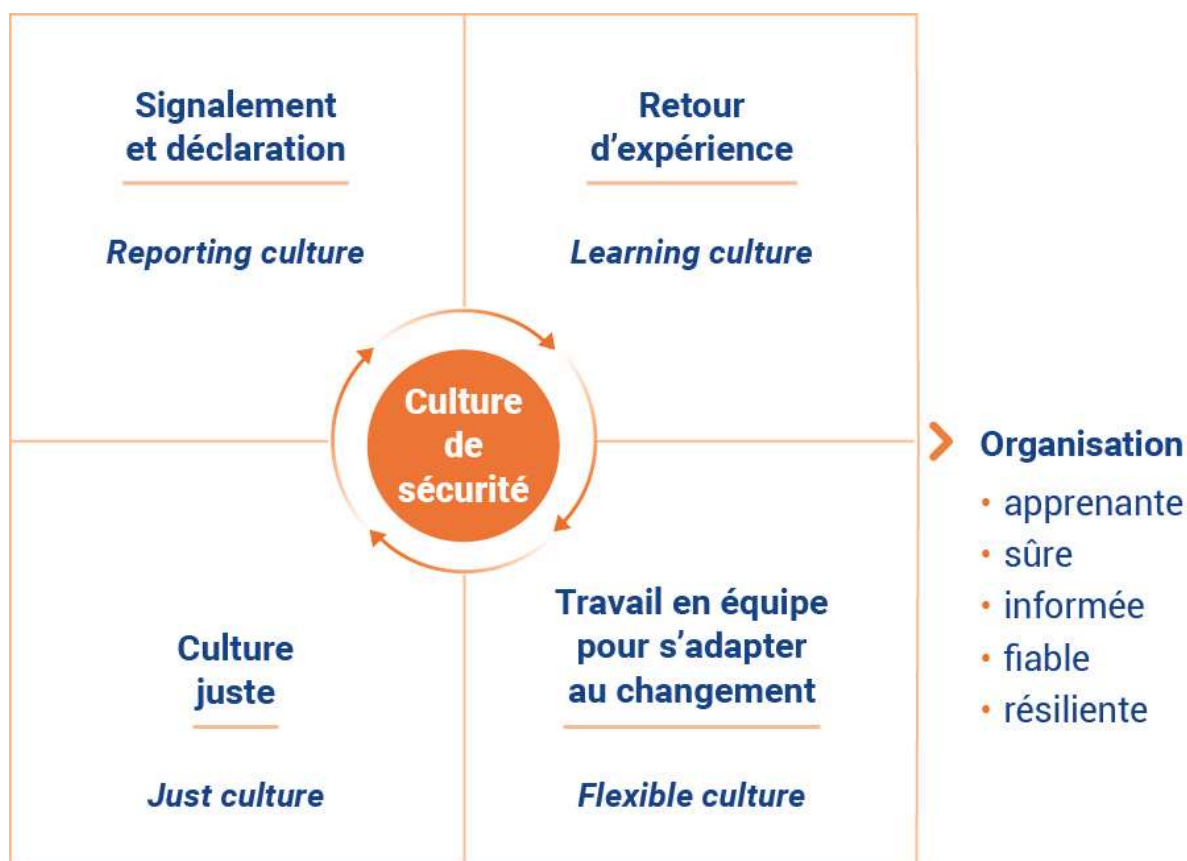 Signalement
et déclaration
Reporting culture
Retour
d’expérience
Learning culture
Culture
de
sécurité
Culture
juste
Just culture
Travail en équipe
pour s’adapter
au changement
Flexible culture
Organisation
• apprenante
• sûre
• informée
• fiable
• résiliente